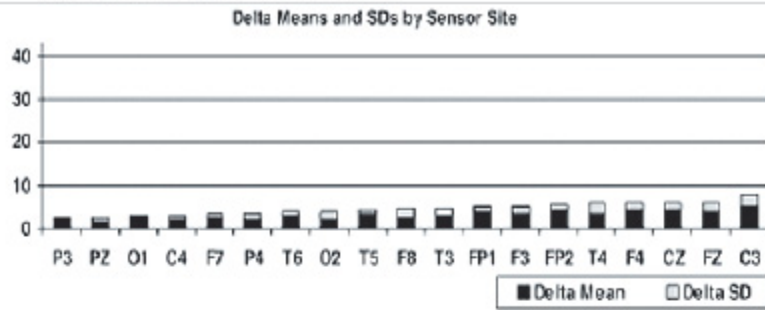 Delta Means and SDs by Sensor Site
40
30
20
10
0
P3 PZ O1 C4 F7 P4 T6 O2 T5 F8 T3 FP1 F3 FP2 T4 F4 CZ FZ C3
Delta Mean Delta SD